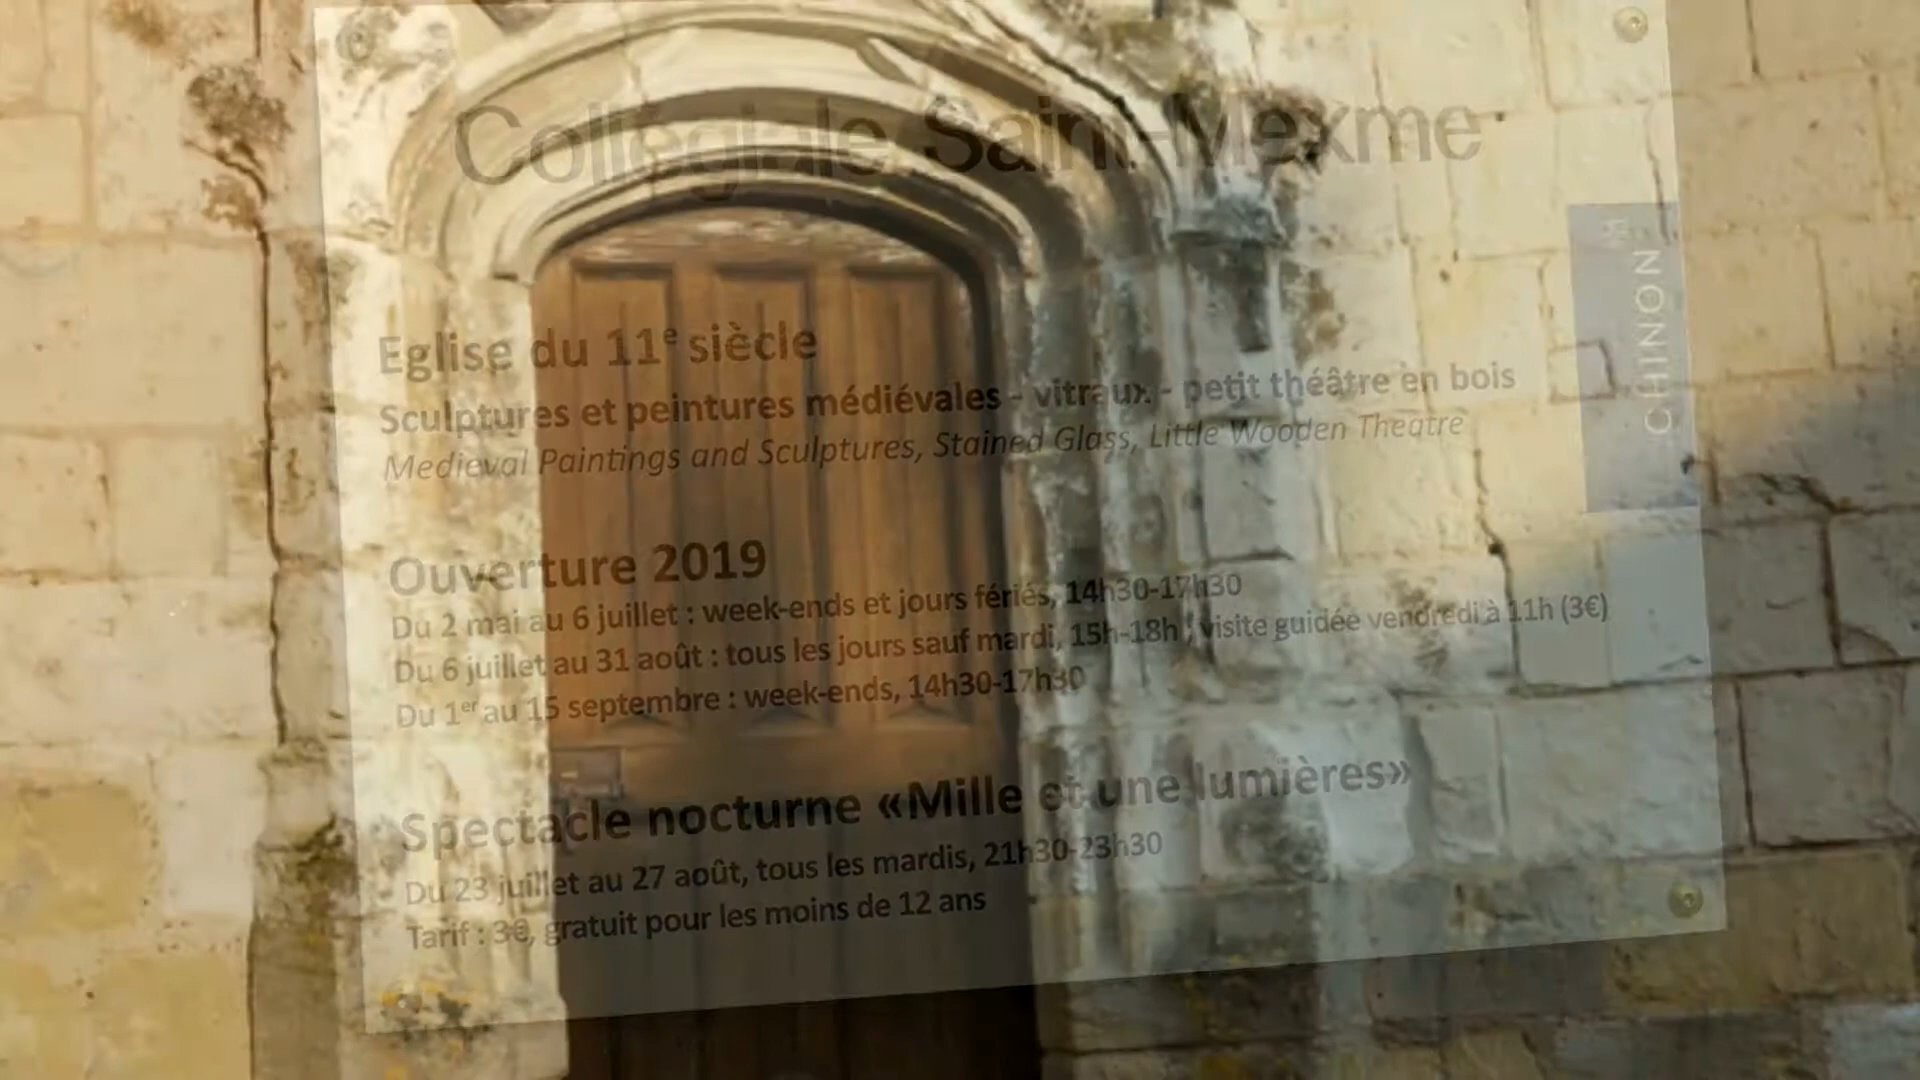 Collégiale Saint-Mexme
CHINON
Eglise du 11e siècle
Sculptures et peintures médiévales - vitraux - petit théâtre en bois
Medieval Paintings and Sculptures, Stained Glass, Little Wooden Theatre
Ouverture 2019
Du 2 mai au 6 juillet : week-ends et jours fériés, 14h30-17h30
Du 6 juillet au 31 août : tous les jours sauf mardi, 15h-18h ; visite guidée vendredi à 11h (3€)
Du 1er au 15 septembre : week-ends, 14h30-17h30
Spectacle nocturne «Mille et une lumières»
Du 23 juillet au 27 août, tous les mardis, 21h30-23h30
Tarif : 3€, gratuit pour les moins de 12 ans